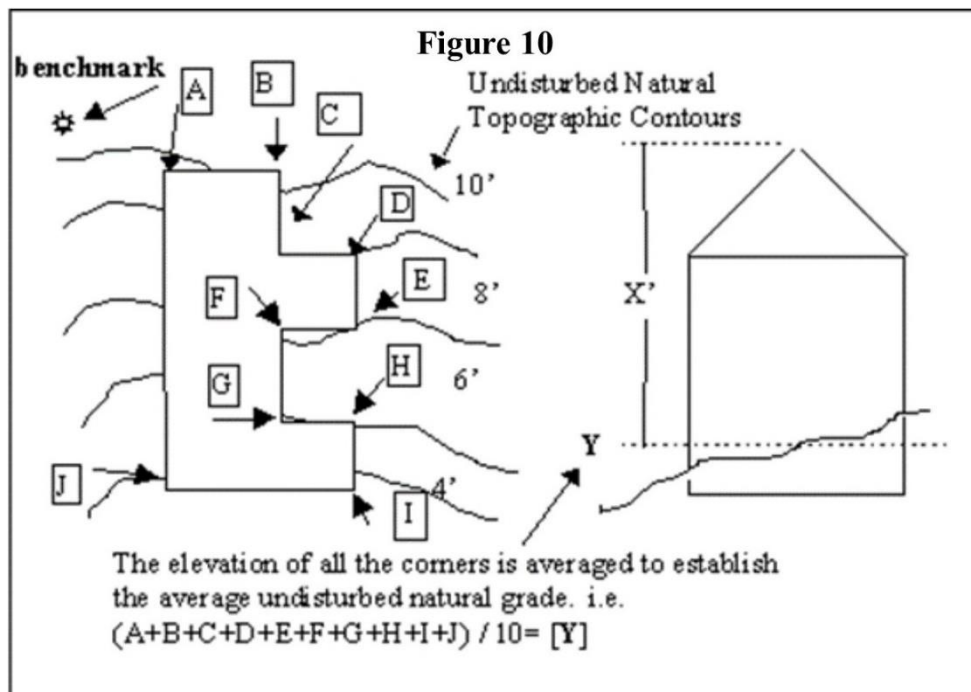 Figure 10
benchmark
A
B
C
Undisturbed Natural
Topographic Contours
10’
D
E
8’
F
X’
H
G
6’
Y
J
4’
I
The elevation of all the corners is averaged to establish
the average undisturbed natural grade. i.e.
(A+B+C+D+E+F+G+H+I+J) / 10= [Y]